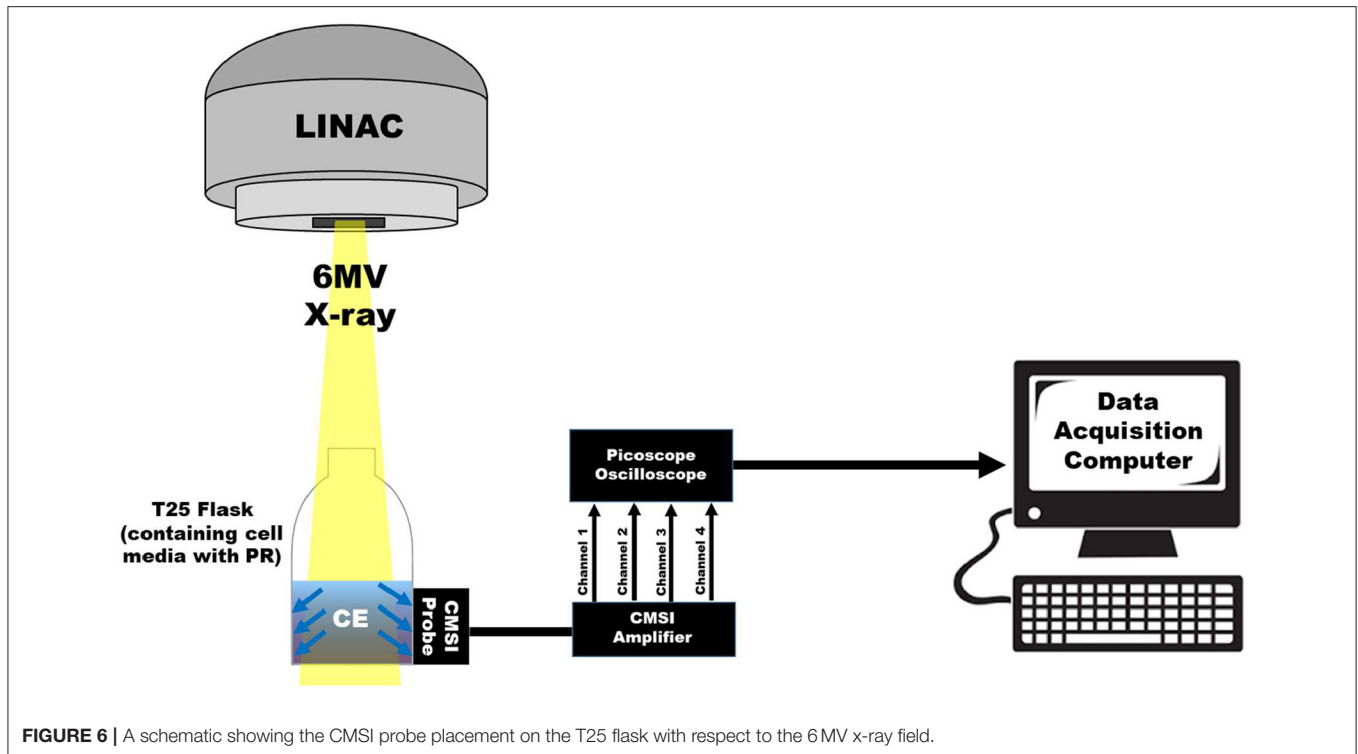 LINAC
6MV
X-ray
T25 Flask
(containing cell
media with PR)
CE
CMSI
Probe
Picoscope
Oscilloscope
Channel 1
Channel 2
Channel 3
Channel 4
CMSI
Amplifier
Data
Acquisition
Computer
FIGURE 6 | A schematic showing the CMSI probe placement on the T25 flask with respect to the 6 MV x-ray field.